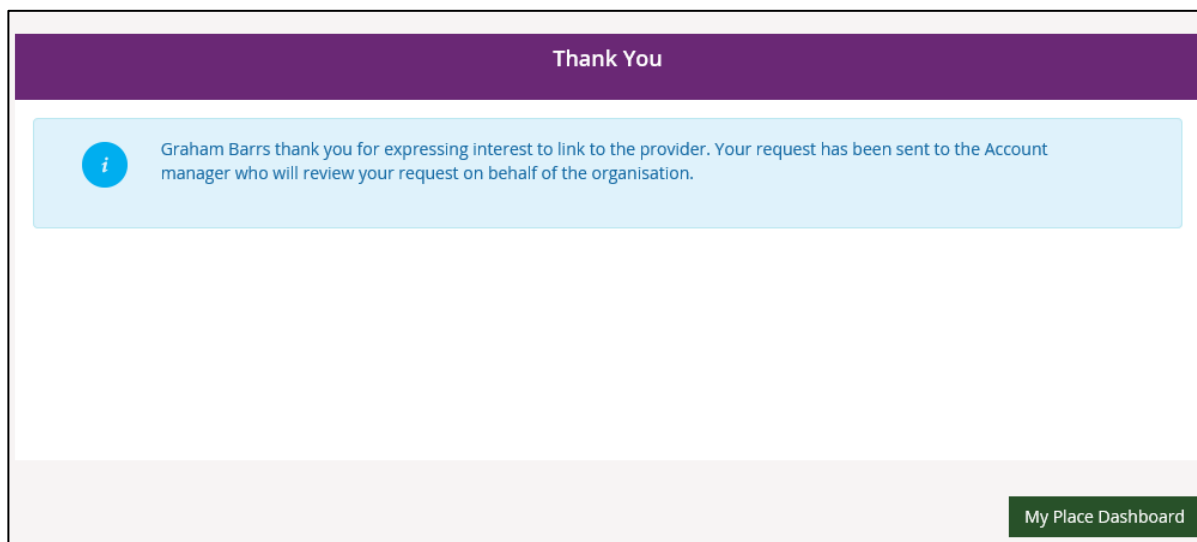 Thank You
i
Graham Barrs thank you for expressing interest to link to the provider. Your request has been sent to the Account
manager who will review your request on behalf of the organisation.
My Place Dashboard